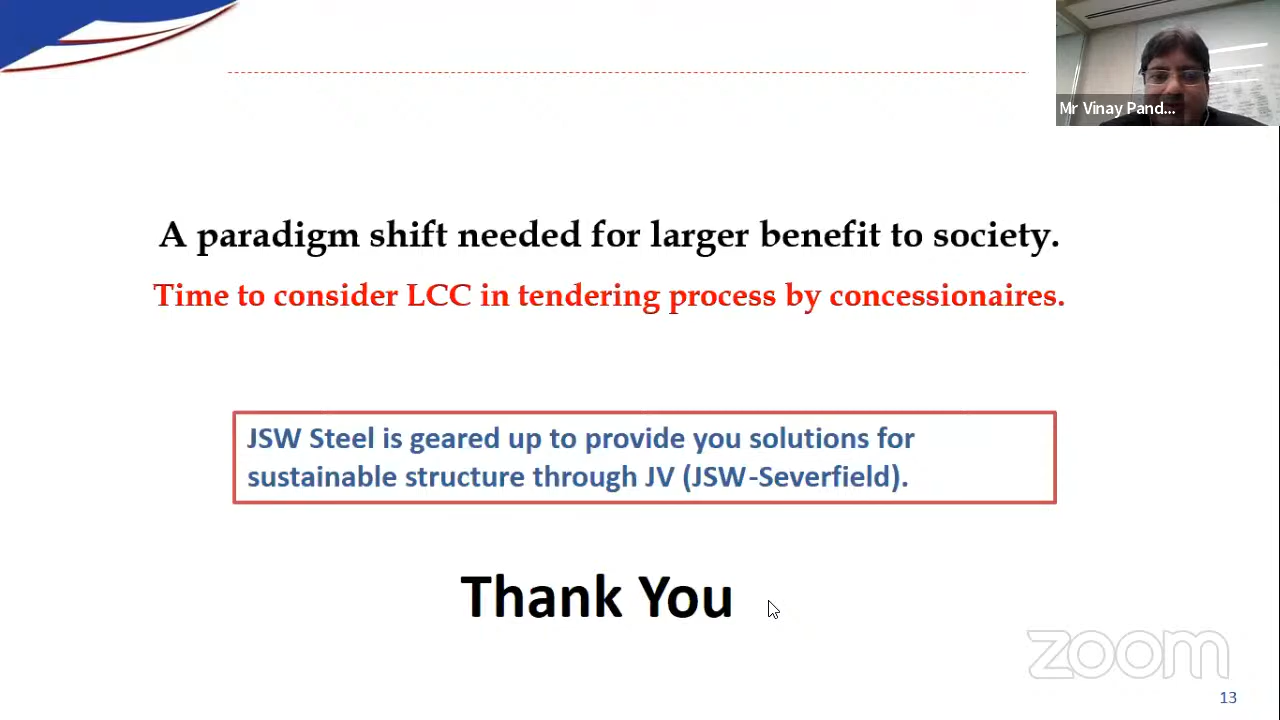 Mr Vinay Pand...
A paradigm shift needed for larger benefit to society.
Time to consider LCC in tendering process by concessionaires.
JSW Steel is geared up to provide you solutions for
sustainable structure through JV (JSW-Severfield).
Thank You
zoom
13